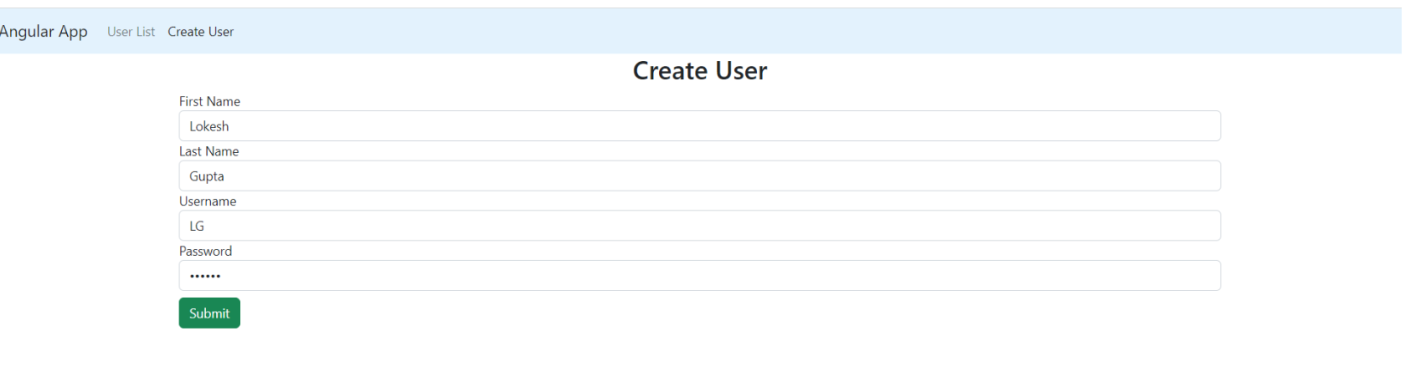 Angular App User List Create User
Create User
First Name
Lokesh
Last Name
Gupta
Username
LG
Password
••••••
Submit